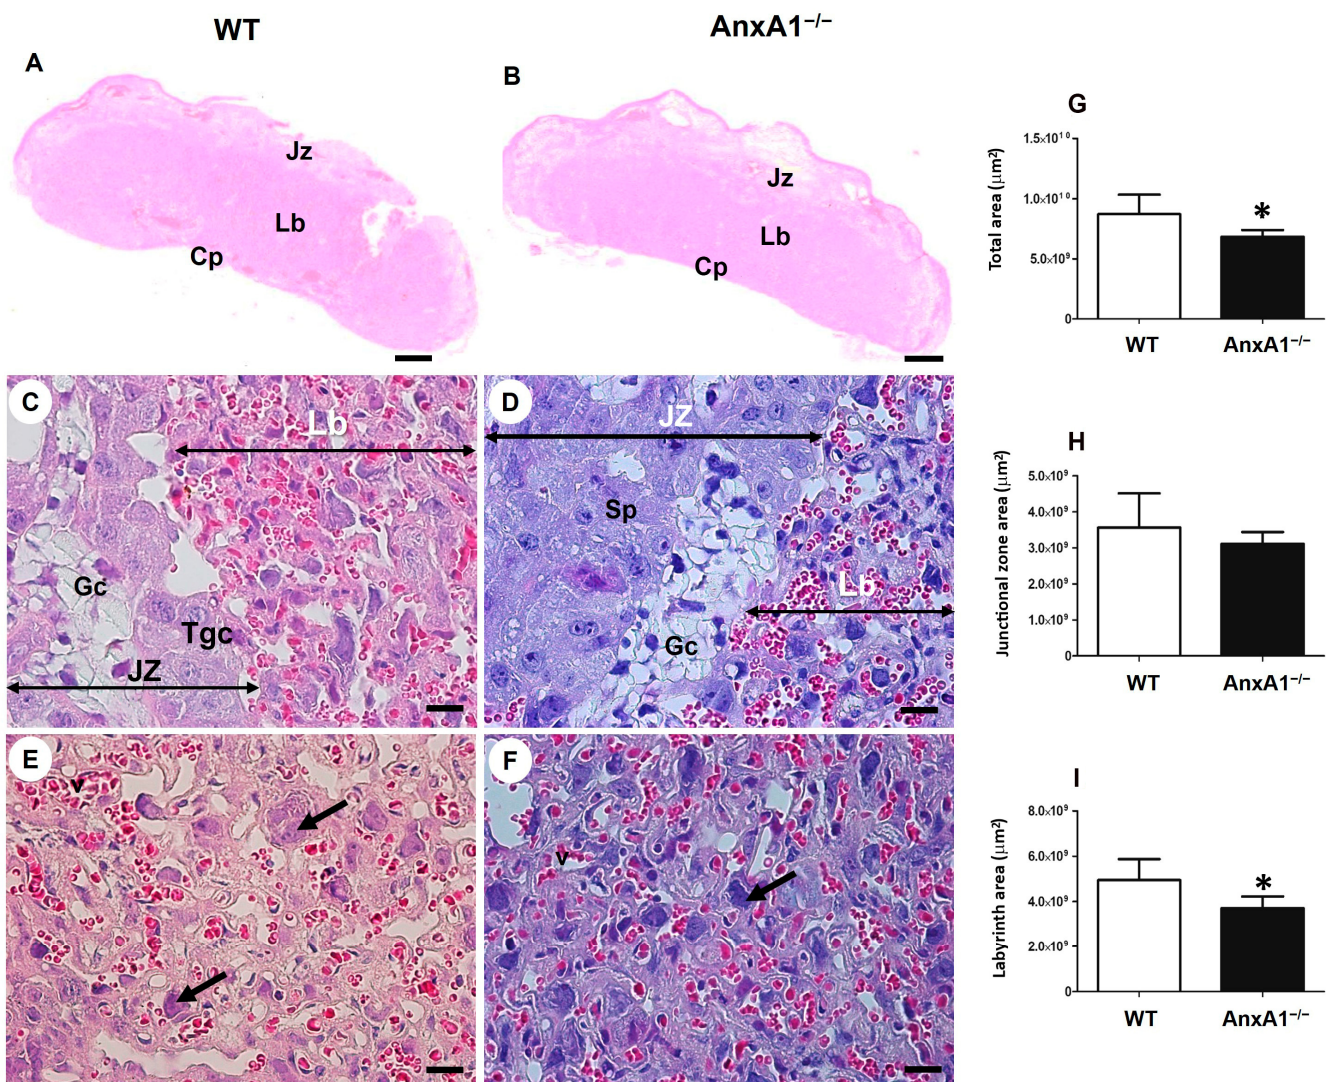 WT
AnxA1⁻/⁻
A
Jz
Lb
Cp
B
Jz
Lb
Cp
C
Lb
Gc
Tgc
JZ
D
JZ
Sp
Lb
Gc
E
v
F
v
G
Total area (μm²)
1.5×10¹⁰
1.0×10¹⁰
5.0×10⁹
0
*
WT
AnxA1⁻/⁻
H
Junctional zone area (μm²)
5.0×10⁹
4.0×10⁹
3.0×10⁹
2.0×10⁹
1.0×10⁹
0
WT
AnxA1⁻/⁻
I
Labyrinth area (μm²)
8.0×10⁹
6.0×10⁹
4.0×10⁹
2.0×10⁹
0
*
WT
AnxA1⁻/⁻